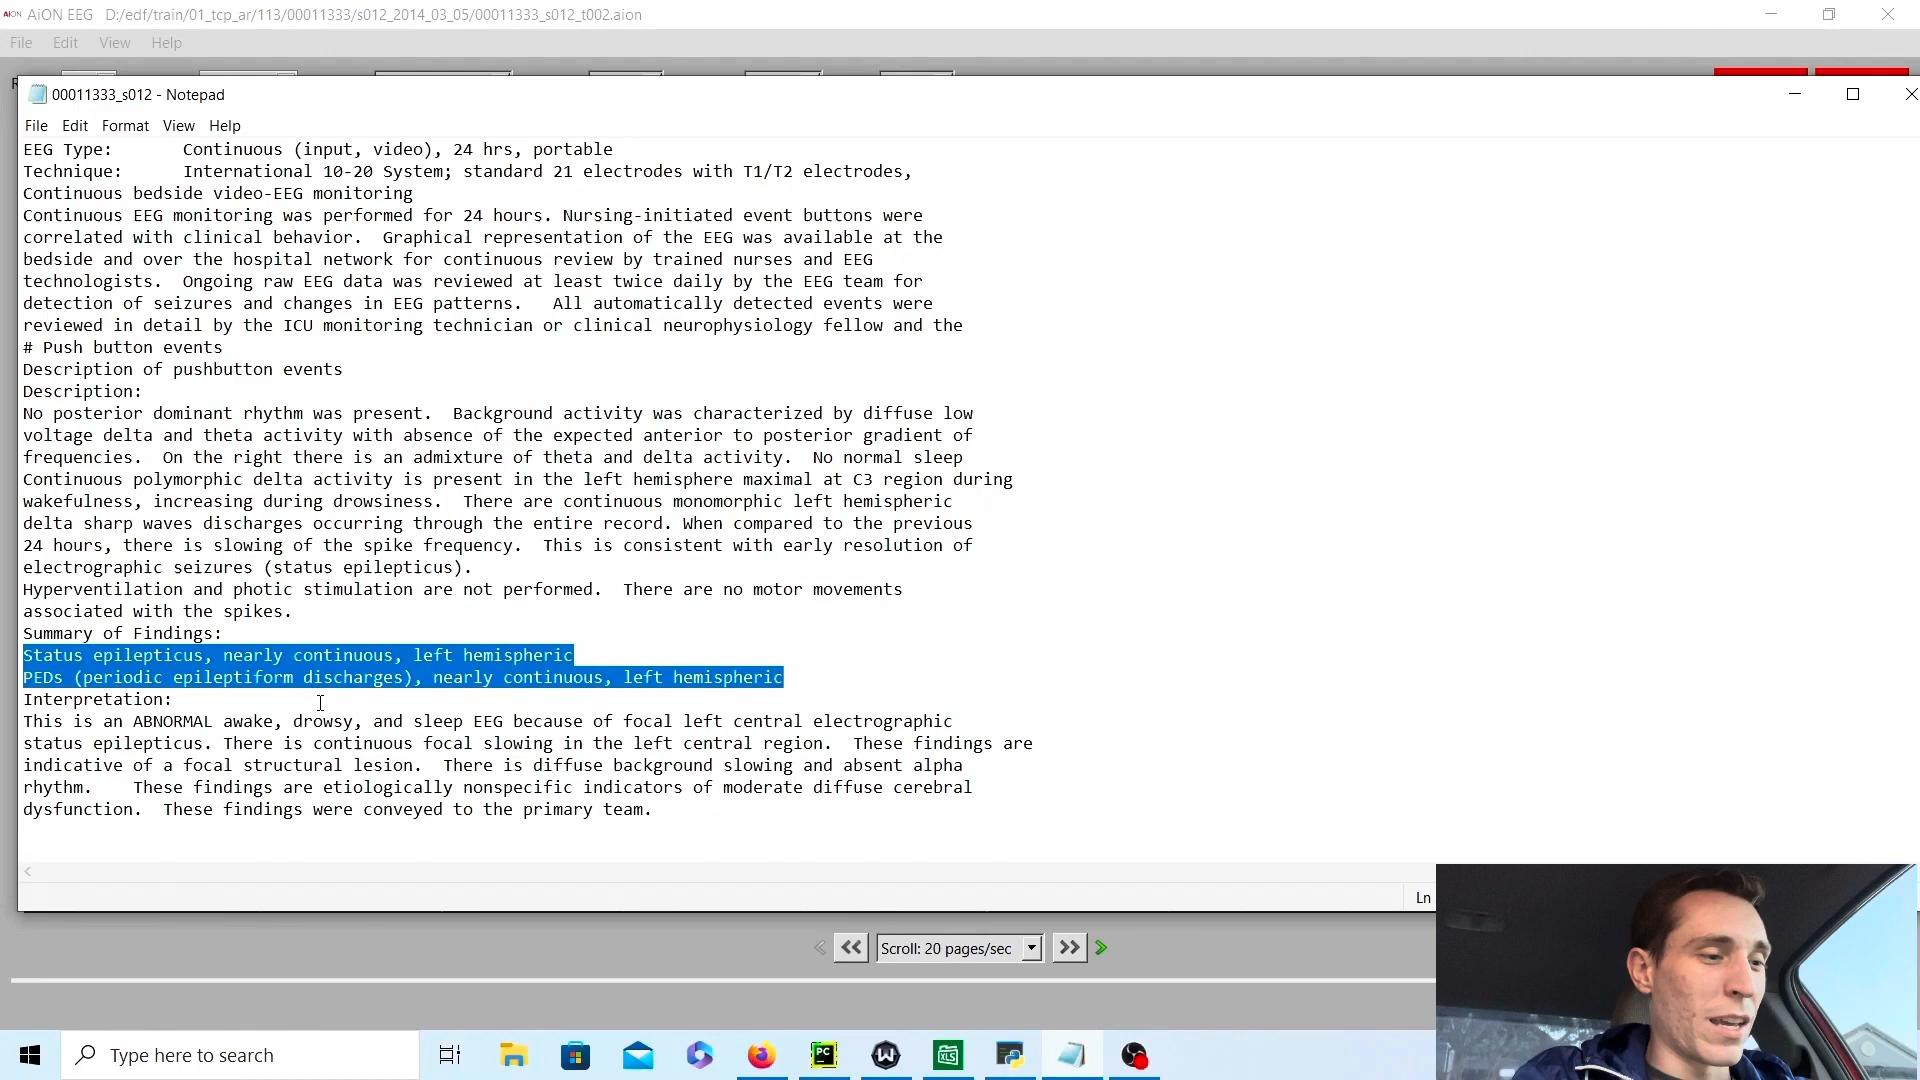 AiON AiON EEG D:/edf/train/01_tcp_ar/113/00011333/s012_2014_03_05/00011333_s012_t002.aion
File Edit View Help
00011333_s012 - Notepad
File Edit Format View Help
EEG Type: Continuous (input, video), 24 hrs, portable
Technique: International 10-20 System; standard 21 electrodes with T1/T2 electrodes,
Continuous bedside video-EEG monitoring
Continuous EEG monitoring was performed for 24 hours. Nursing-initiated event buttons were
correlated with clinical behavior. Graphical representation of the EEG was available at the
bedside and over the hospital network for continuous review by trained nurses and EEG
technologists. Ongoing raw EEG data was reviewed at least twice daily by the EEG team for
detection of seizures and changes in EEG patterns. All automatically detected events were
reviewed in detail by the ICU monitoring technician or clinical neurophysiology fellow and the
# Push button events
Description of pushbutton events
Description:
No posterior dominant rhythm was present. Background activity was characterized by diffuse low
voltage delta and theta activity with absence of the expected anterior to posterior gradient of
frequencies. On the right there is an admixture of theta and delta activity. No normal sleep
Continuous polymorphic delta activity is present in the left hemisphere maximal at C3 region during
wakefulness, increasing during drowsiness. There are continuous monomorphic left hemispheric
delta sharp waves discharges occurring through the entire record. When compared to the previous
24 hours, there is slowing of the spike frequency. This is consistent with early resolution of
electrographic seizures (status epilepticus).
Hyperventilation and photic stimulation are not performed. There are no motor movements
associated with the spikes.
Summary of Findings:
Status epilepticus, nearly continuous, left hemispheric
PEDs (periodic epileptiform discharges), nearly continuous, left hemispheric
Interpretation:
This is an ABNORMAL awake, drowsy, and sleep EEG because of focal left central electrographic
status epilepticus. There is continuous focal slowing in the left central region. These findings are
indicative of a focal structural lesion. There is diffuse background slowing and absent alpha
rhythm. These findings are etiologically nonspecific indicators of moderate diffuse cerebral
dysfunction. These findings were conveyed to the primary team.
Ln
Scroll: 20 pages/sec
Type here to search
PC
W
XLS